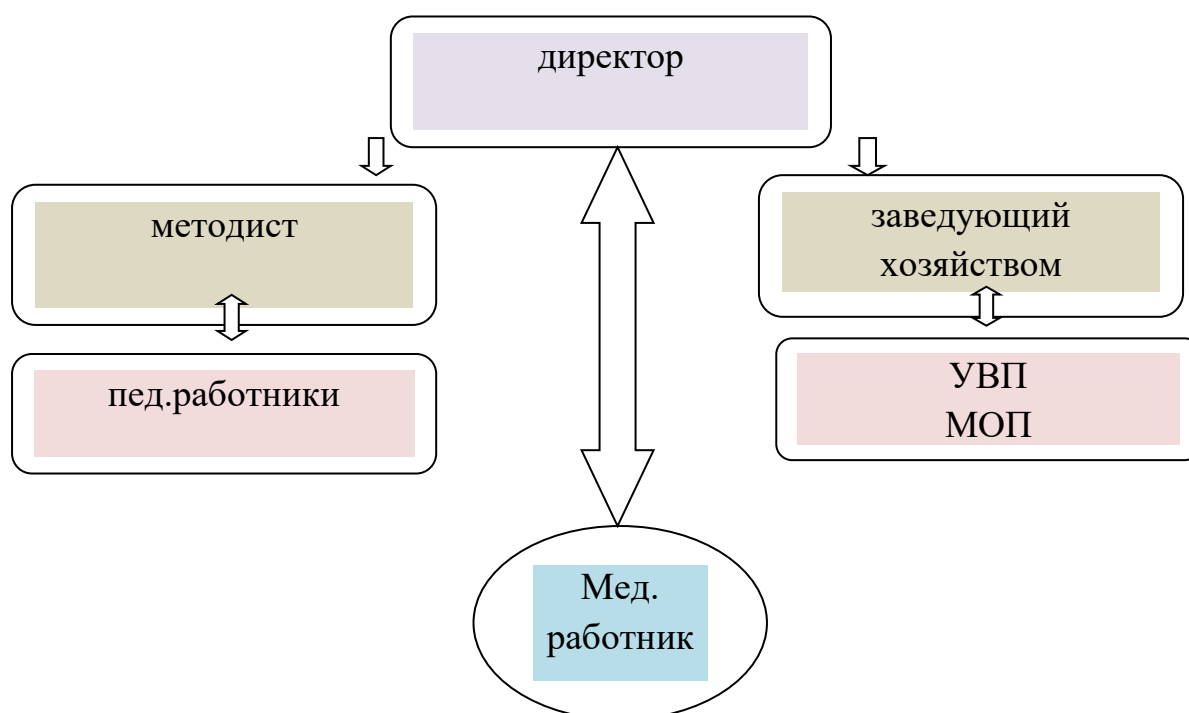 директор
методист
заведующий
хозяйством
пед.работники
УВП
МОП
Мед.
работник